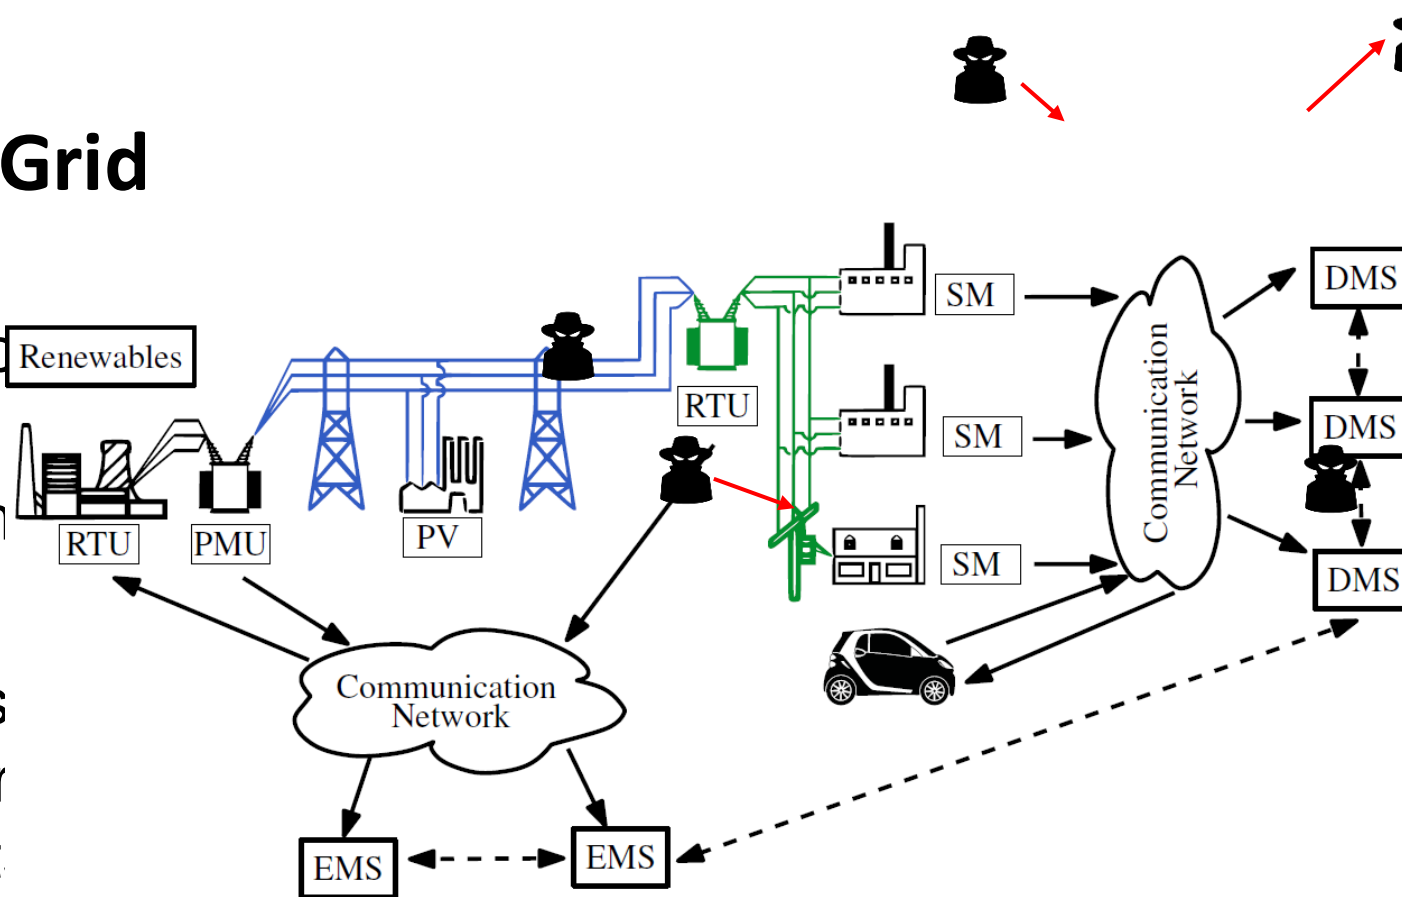 Grid
Renewables
RTU
PMU
PV
RTU
SM
SM
SM
Communication
Network
DMS
DMS
DMS
Communication
Network
EMS
EMS